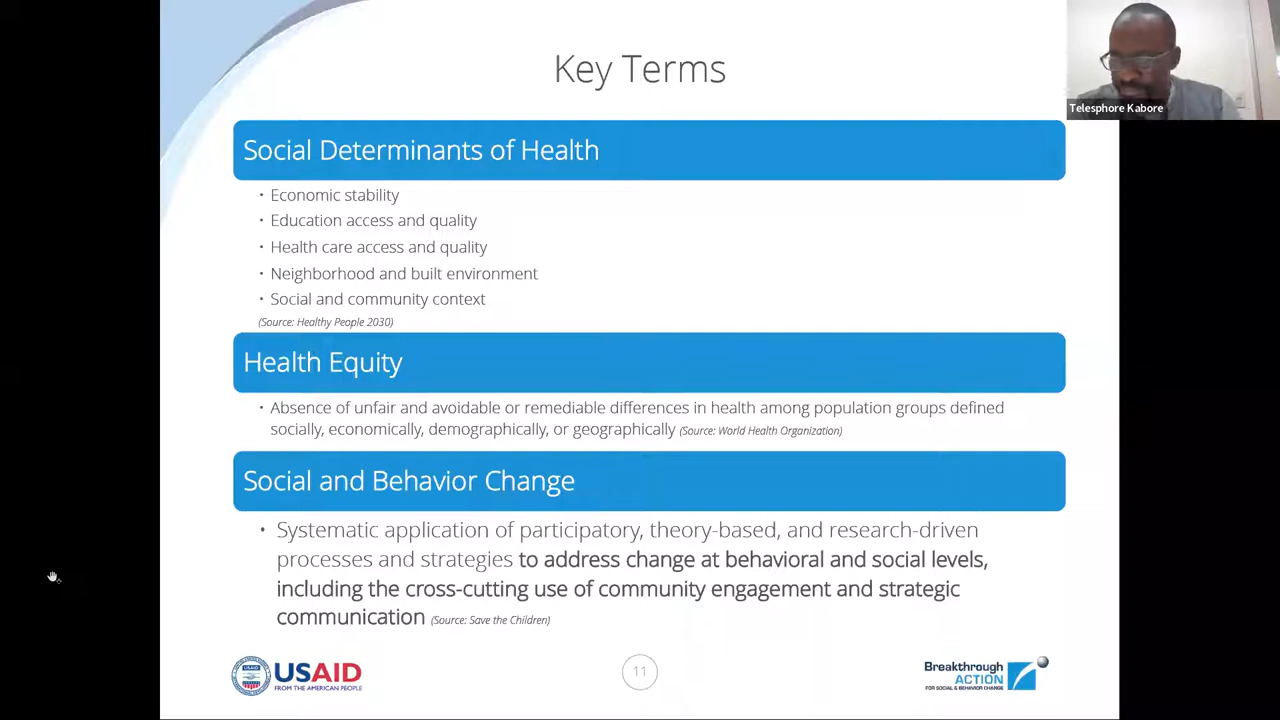 Key Terms
Telesphore Kabore
Social Determinants of Health
• Economic stability
• Education access and quality
• Health care access and quality
• Neighborhood and built environment
• Social and community context
(Source: Healthy People 2030)
Health Equity
• Absence of unfair and avoidable or remediable differences in health among population groups defined
socially, economically, demographically, or geographically (Source: World Health Organization)
Social and Behavior Change
• Systematic application of participatory, theory-based, and research-driven
processes and strategies to address change at behavioral and social levels,
including the cross-cutting use of community engagement and strategic
communication (Source: Save the Children)
USAID
FROM THE AMERICAN PEOPLE
11
Breakthrough
ACTION
FOR SOCIAL & BEHAVIOR CHANGE